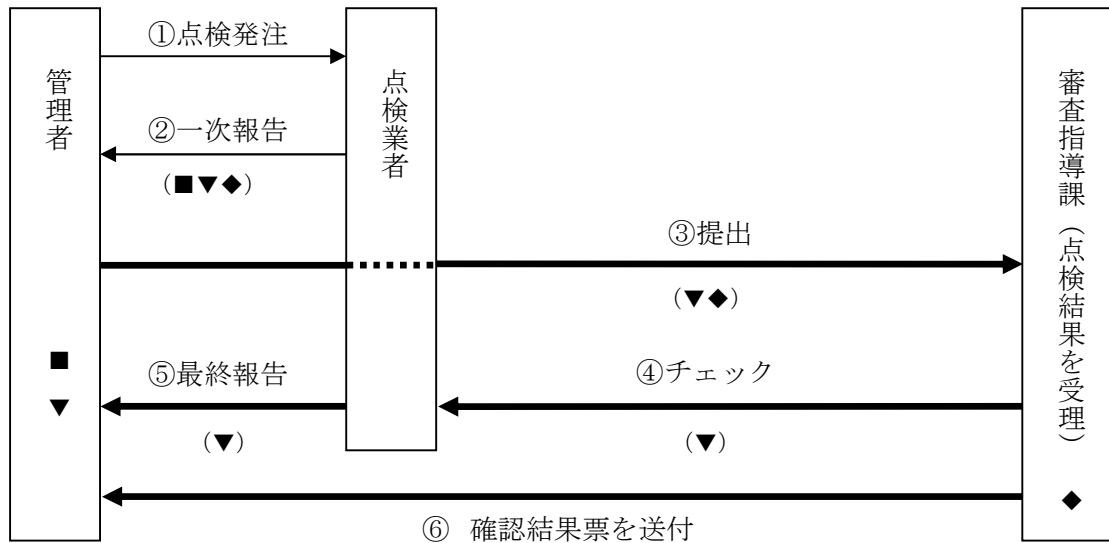 ①点検発注
管理者
点検業者
審査指導課（点検結果を受理）
②一次報告
（■▼◆）
③提出
（▼◆）
■
▼
⑤最終報告
（▼）
④チェック
（▼）
◆
⑥　確認結果票を送付